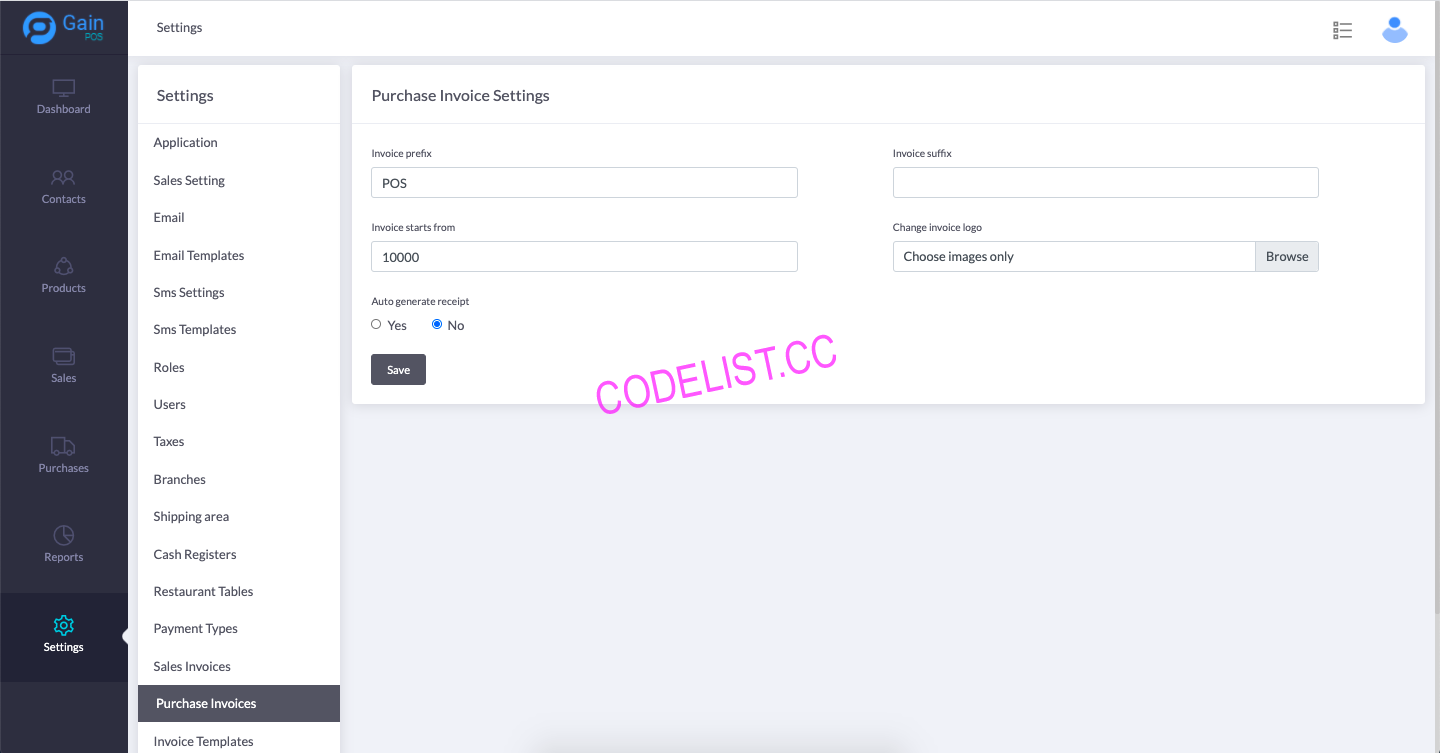 Gain
POS
Settings
Dashboard
Contacts
Products
Sales
Purchases
Reports
Settings
Settings
Application
Sales Setting
Email
Email Templates
Sms Settings
Sms Templates
Roles
Users
Taxes
Branches
Shipping area
Cash Registers
Restaurant Tables
Payment Types
Sales Invoices
Purchase Invoices
Invoice Templates
Purchase Invoice Settings
Invoice prefix
POS
Invoice suffix
Invoice starts from
10000
Change invoice logo
Choose images only Browse
Auto generate receipt
Yes No
Save
CODELIST.CC